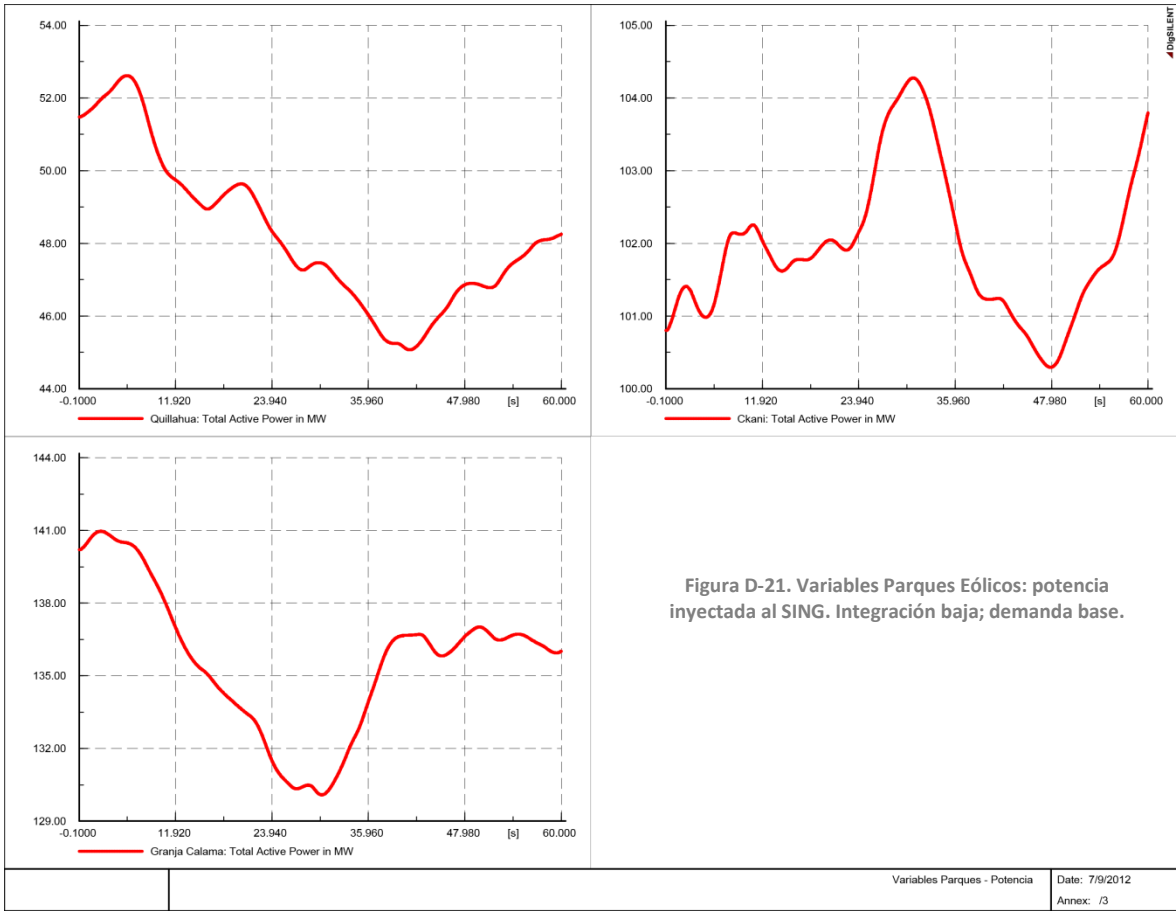 54.00
52.00
50.00
48.00
46.00
44.00
-0.1000 11.920 23.940 35.960 47.980 [s] 60.000
Quillahua: Total Active Power in MW
105.00
104.00
103.00
102.00
101.00
100.00
-0.1000 11.920 23.940 35.960 47.980 [s] 60.000
Ckani: Total Active Power in MW
DIgSILENT
144.00
141.00
138.00
135.00
132.00
129.00
-0.1000 11.920 23.940 35.960 47.980 [s] 60.000
Granja Calama: Total Active Power in MW
Figura D-21. Variables Parques Eólicos: potencia
inyectada al SING. Integración baja; demanda base.
Variables Parques - Potencia
Date: 7/9/2012
Annex: /3